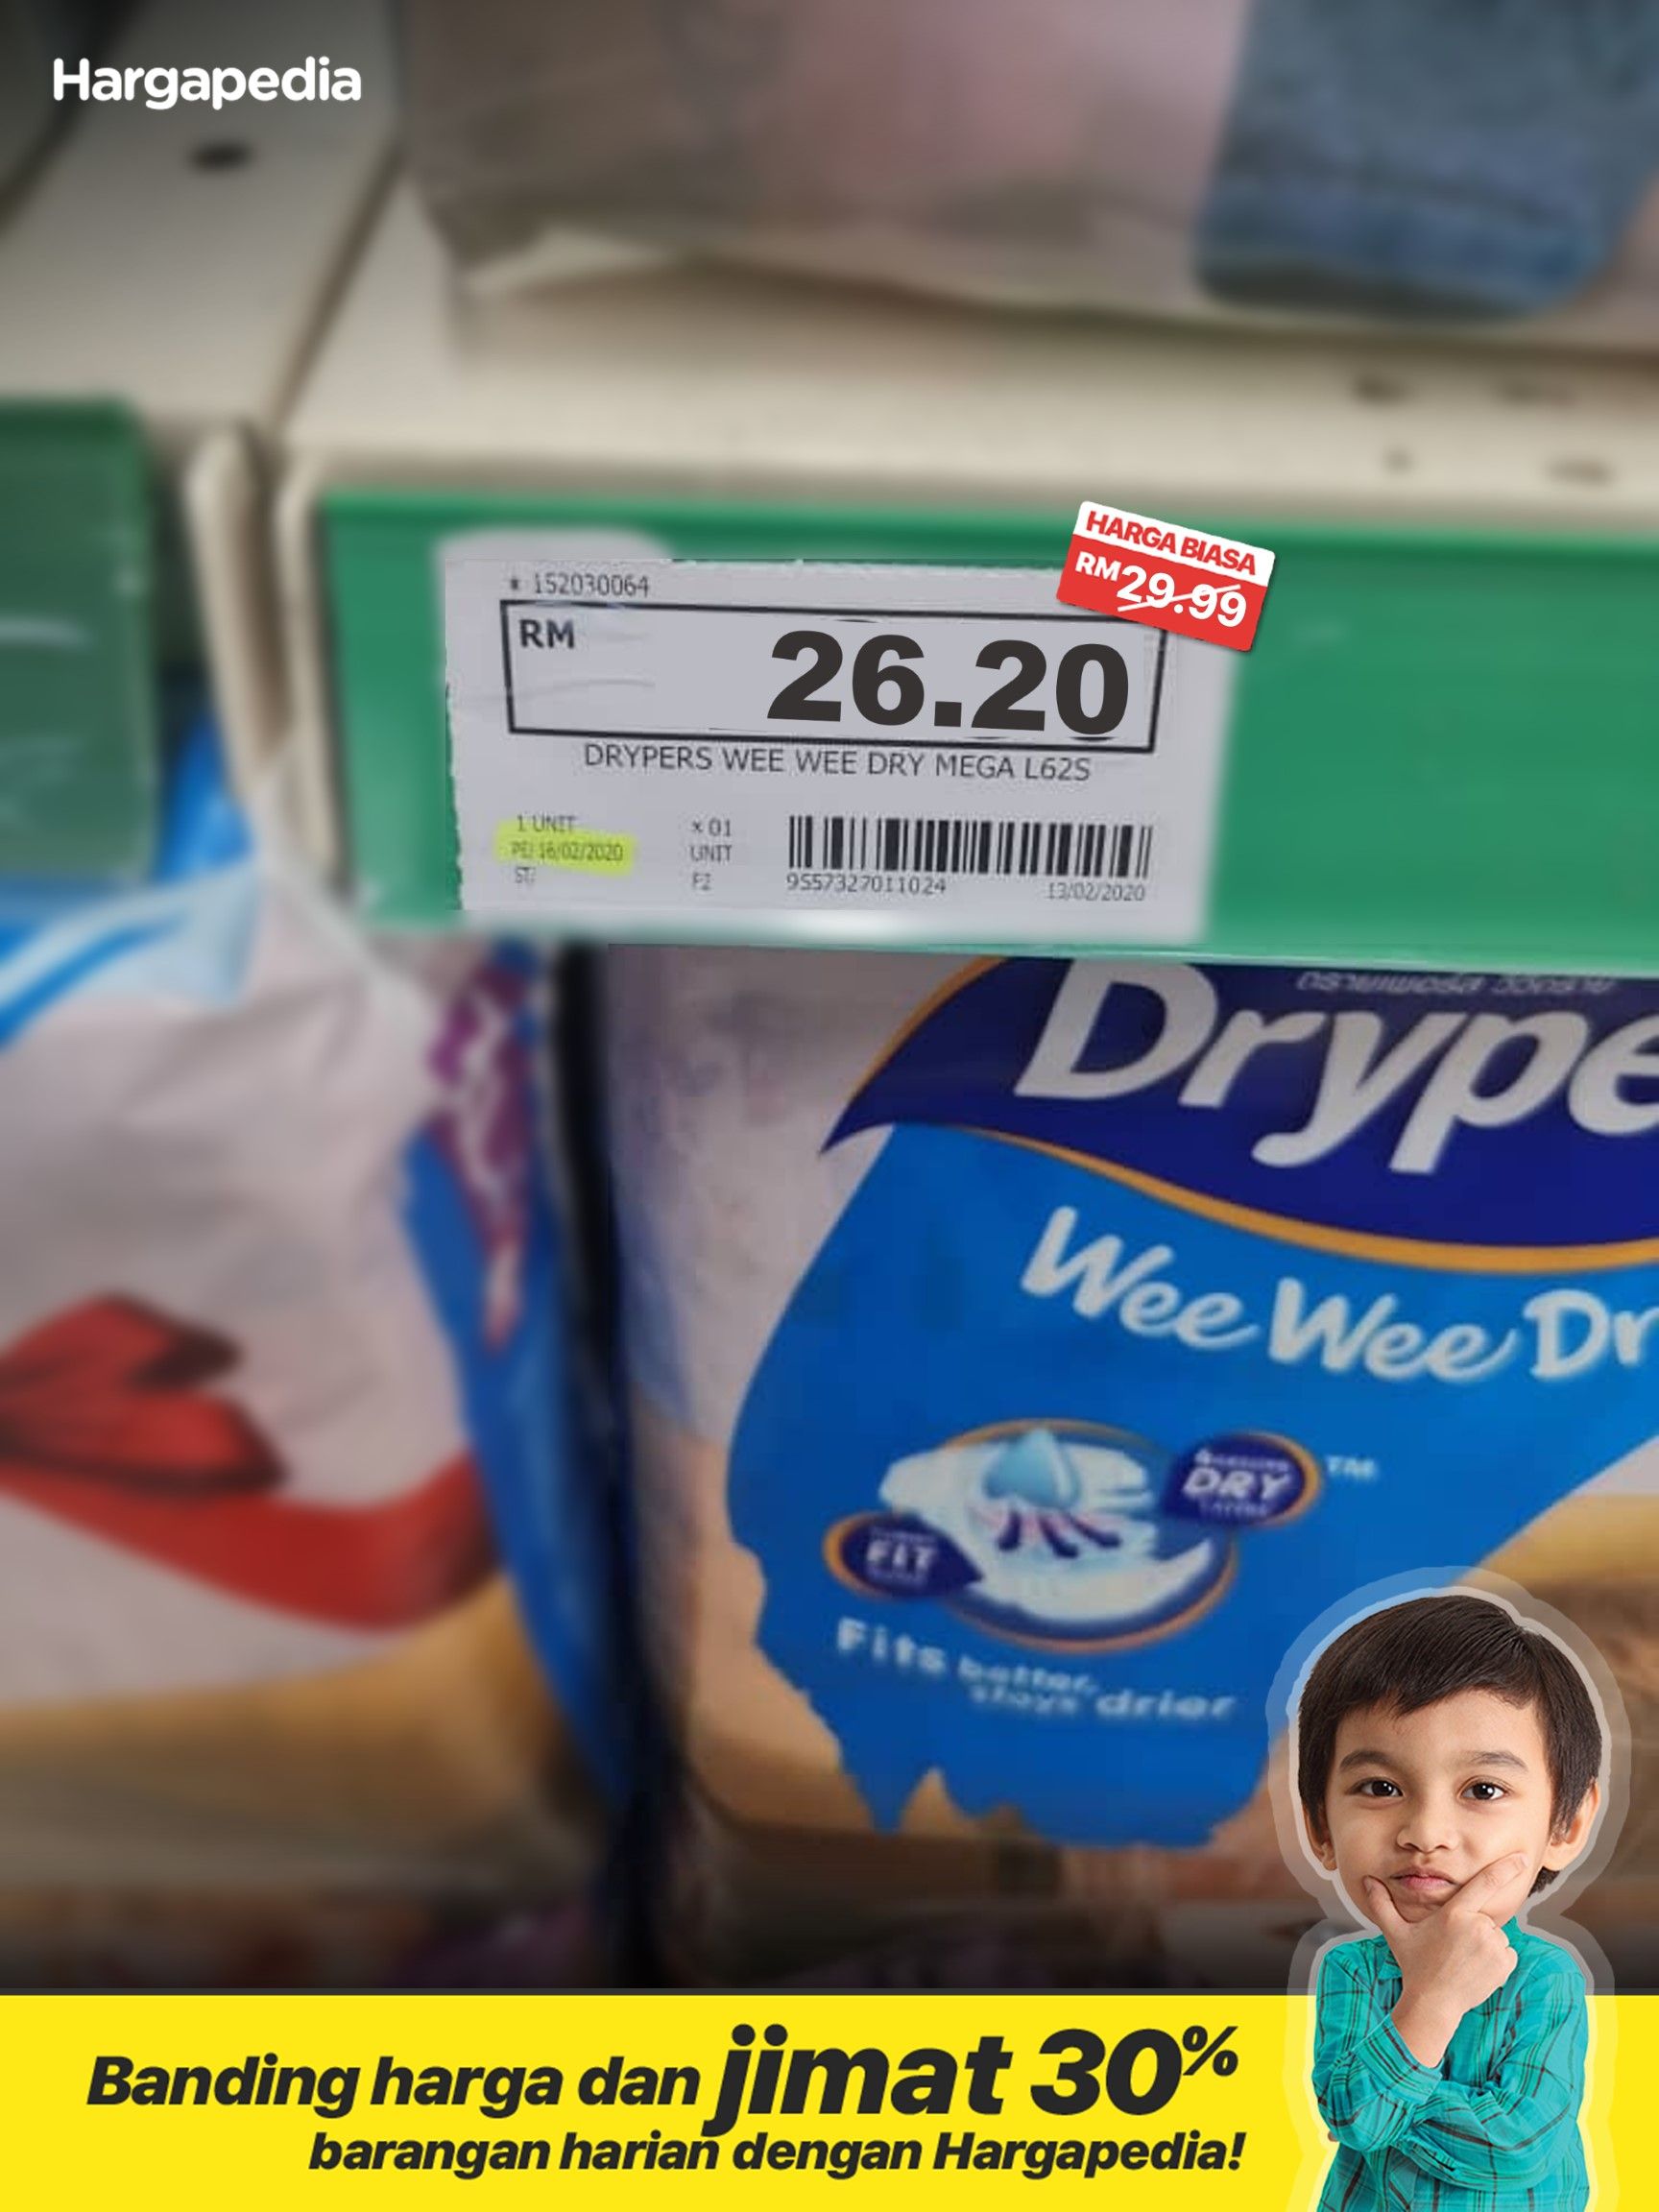 Hargapedia
HARGA BIASA
RM29.99
* 152030064
RM
26.20
DRYPERS WEE WEE DRY MEGA L62S
1 UNIT
PE: 16/02/2020
ST:
x 01
UNIT
F2
9557327011024
13/02/2020
Drype
Wee Wee Dr
DRY
TM
FIT
Fits better,
stays drier
Banding harga dan jimat 30%
barangan harian dengan Hargapedia!